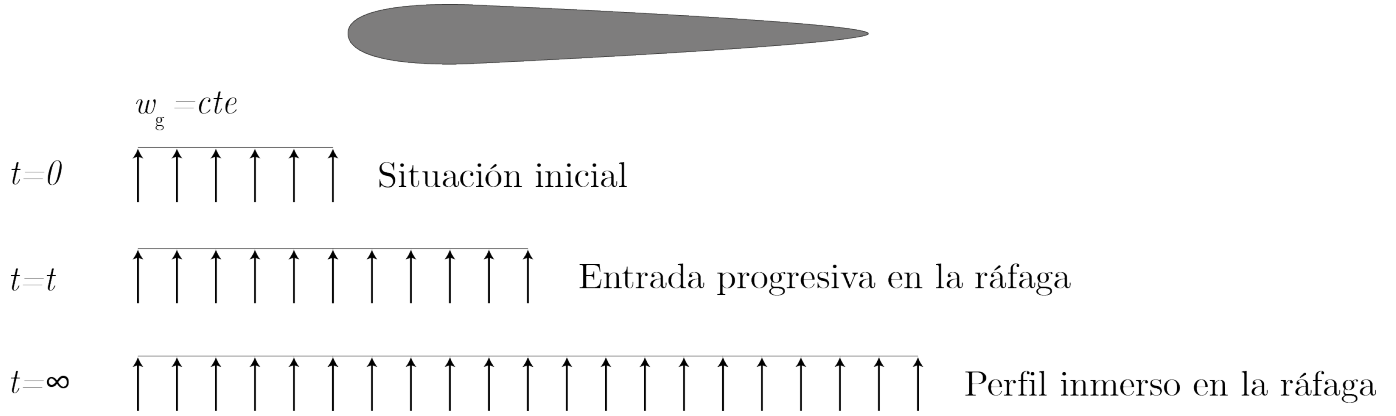 w_g=cte
t=0 Situación inicial
t=t Entrada progresiva en la ráfaga
t=∞ Perfil inmerso en la ráfaga